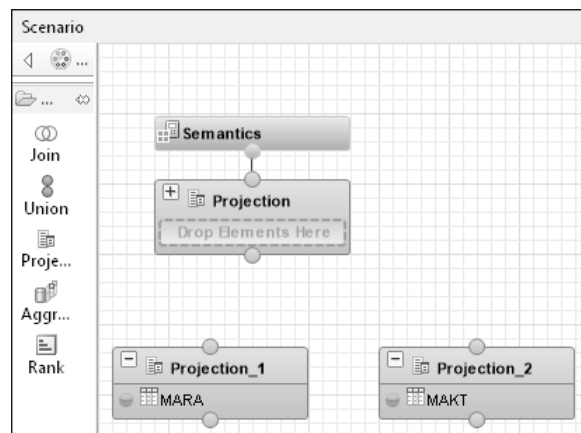 Scenario
...
...
Join
Union
Proje...
Aggr...
Rank
Semantics
Projection
Drop Elements Here
Projection_1
MARA
Projection_2
MAKT